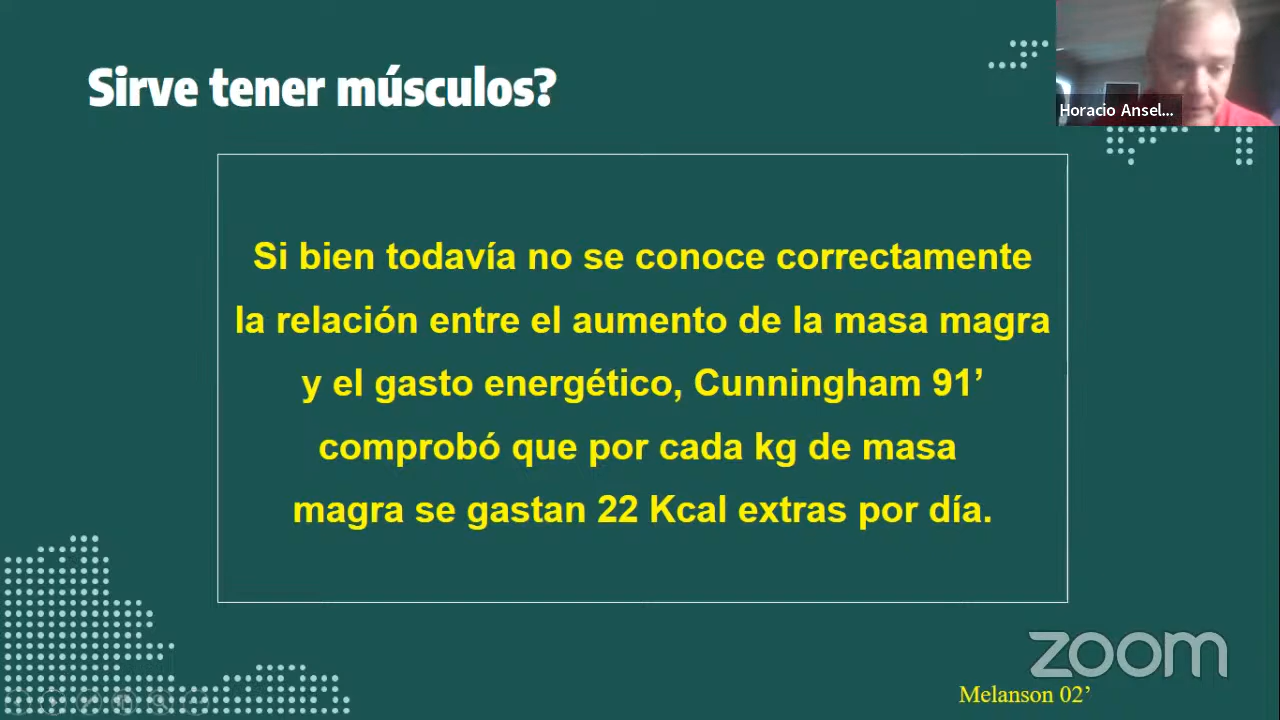 Sirve tener músculos?
Horacio Ansel...
Si bien todavía no se conoce correctamente
la relación entre el aumento de la masa magra
y el gasto energético, Cunningham 91’
comprobó que por cada kg de masa
magra se gastan 22 Kcal extras por día.
zoom
Melanson 02’